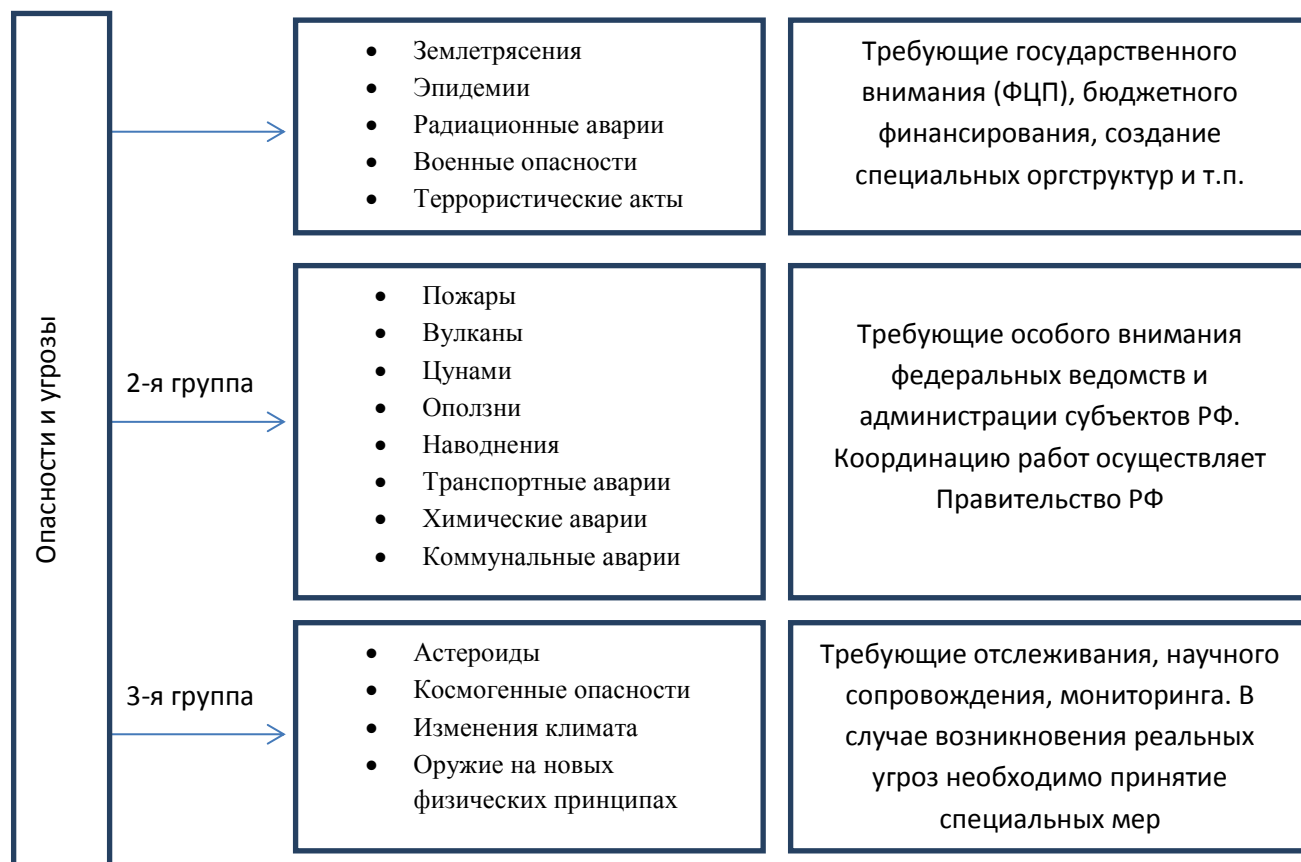 Опасности и угрозы
• Землетрясения
• Эпидемии
• Радиационные аварии
• Военные опасности
• Террористические акты
Требующие государственного
внимания (ФЦП), бюджетного
финансирования, создание
специальных оргструктур и т.п.
2-я группа
• Пожары
• Вулканы
• Цунами
• Оползни
• Наводнения
• Транспортные аварии
• Химические аварии
• Коммунальные аварии
Требующие особого внимания
федеральных ведомств и
администрации субъектов РФ.
Координацию работ осуществляет
Правительство РФ
3-я группа
• Астероиды
• Космогенные опасности
• Изменения климата
• Оружие на новых
физических принципах
Требующие отслеживания, научного
сопровождения, мониторинга. В
случае возникновения реальных
угроз необходимо принятие
специальных мер